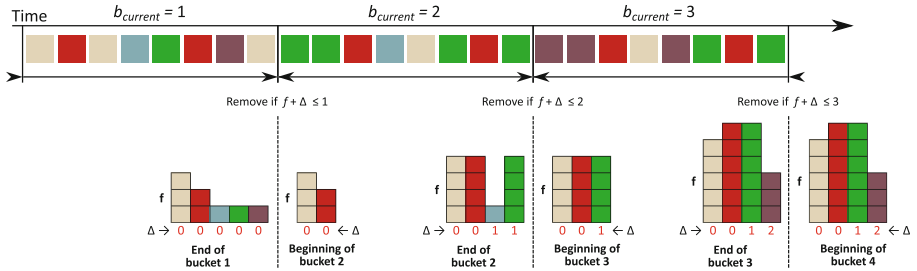 Time
b_current = 1
b_current = 2
b_current = 3
Remove if f + Δ ≤ 1
Remove if f + Δ ≤ 2
Remove if f + Δ ≤ 3
f
Δ → 0 0 0 0 0
End of
bucket 1
f
0 0 ← Δ
Beginning of
bucket 2
f
Δ → 0 0 1 1
End of
bucket 2
f
0 0 1 ← Δ
Beginning of
bucket 3
f
Δ → 0 0 1 2
End of
bucket 3
f
0 0 1 2 ← Δ
Beginning of
bucket 4